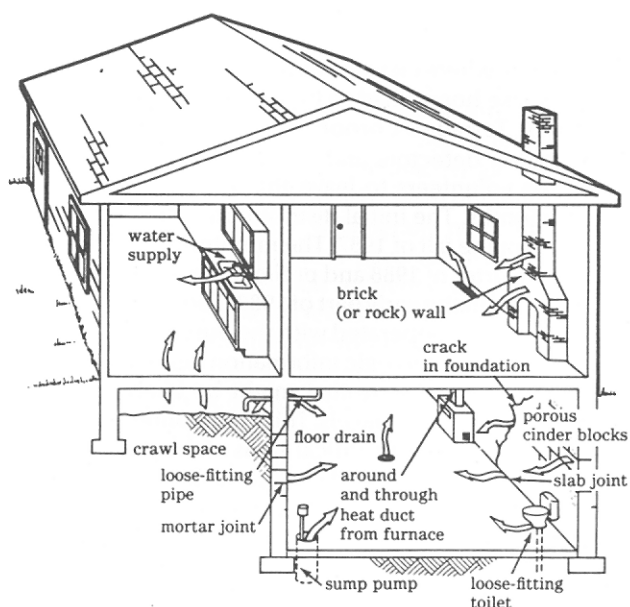 water
supply
brick
(or rock) wall
crack
in foundation
porous
cinder blocks
crawl space
floor drain
loose-fitting
pipe
around
and through
heat duct
from furnace
slab joint
mortar joint
sump pump
loose-fitting
toilet